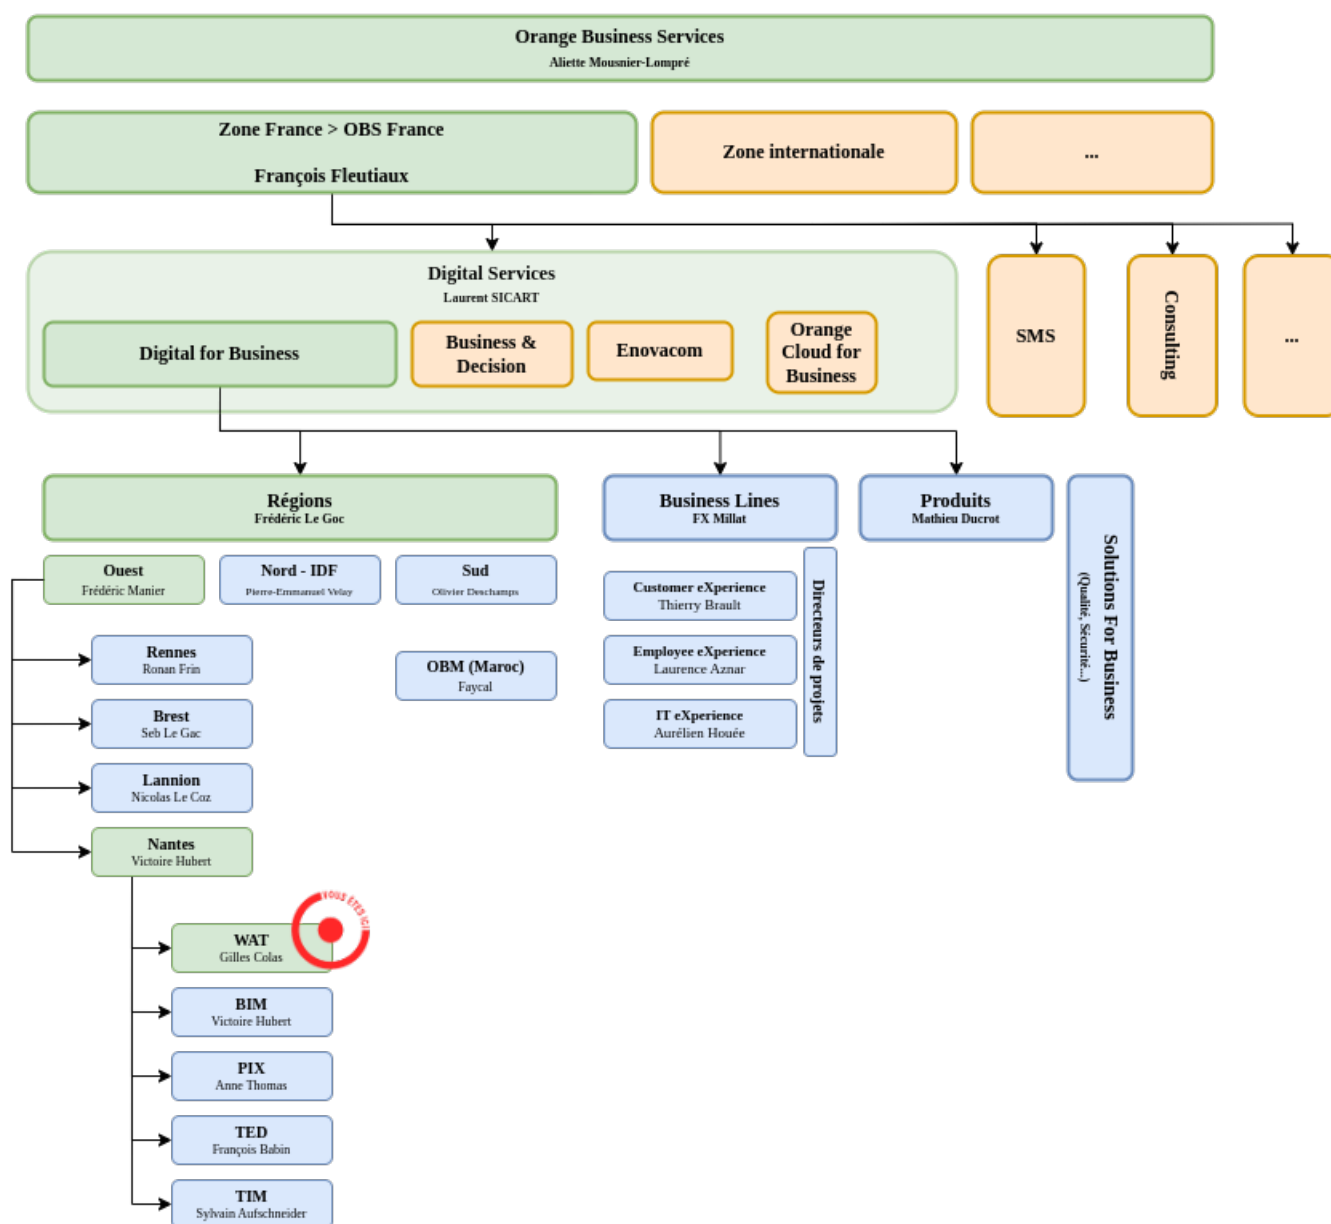 Orange Business Services
Aliette Mousnier-Lompré
Zone France > OBS France
François Fleutiaux
Zone internationale
...
Digital Services
Laurent SICART
Digital for Business
Business &
Decision
Enovacom
Orange
Cloud for
Business
SMS
Consulting
...
Régions
Frédéric Le Goc
Business Lines
FX Millat
Produits
Mathieu Ducrot
Solutions For Business
(Qualité, Sécurité...)
Ouest
Frédéric Manier
Nord - IDF
Pierre-Emmanuel Velay
Sud
Olivier Deschamps
Customer eXperience
Thierry Brault
Directeurs de projets
Rennes
Ronan Frin
OBM (Maroc)
Faycal
Employee eXperience
Laurence Aznar
Brest
Seb Le Gac
IT eXperience
Aurélien Houée
Lannion
Nicolas Le Coz
Nantes
Victoire Hubert
VOUS ÊTES ICI
WAT
Gilles Colas
BIM
Victoire Hubert
PIX
Anne Thomas
TED
François Babin
TIM
Sylvain Aufschneider